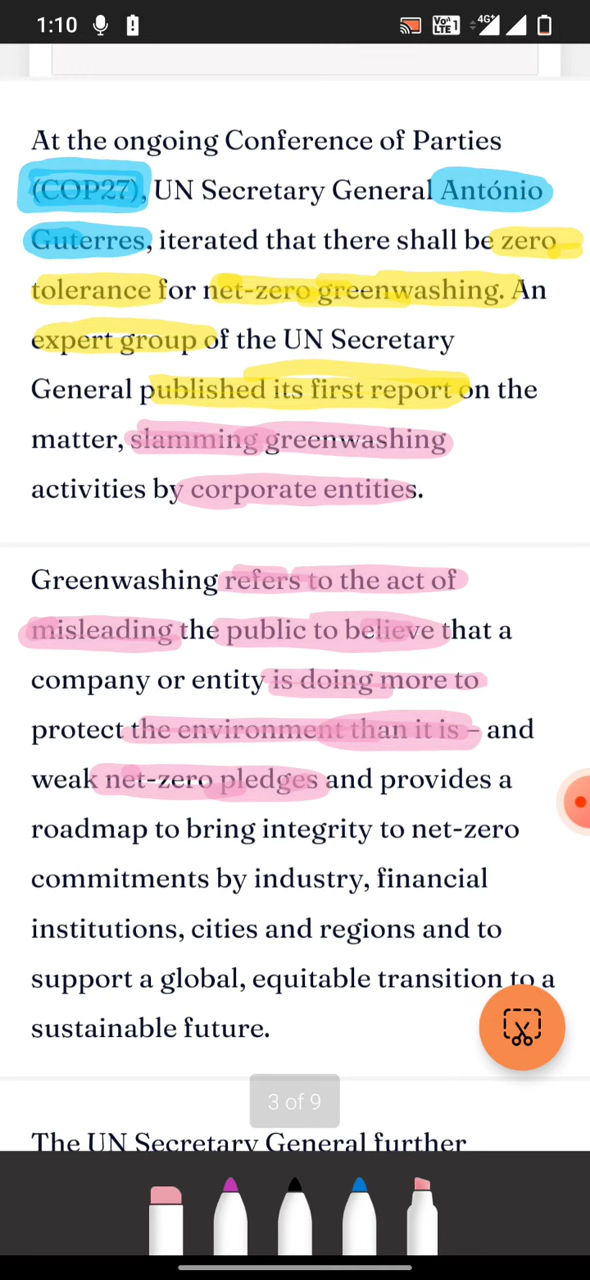 1:10
Vo) 1
LTE
4G+
At the ongoing Conference of Parties
(COP27), UN Secretary General António
Guterres, iterated that there shall be zero
tolerance for net-zero greenwashing. An
expert group of the UN Secretary
General published its first report on the
matter, slamming greenwashing
activities by corporate entities.
Greenwashing refers to the act of
misleading the public to believe that a
company or entity is doing more to
protect the environment than it is – and
weak net-zero pledges and provides a
roadmap to bring integrity to net-zero
commitments by industry, financial
institutions, cities and regions and to
support a global, equitable transition to a
sustainable future.
3 of 9
The UN Secretary General further